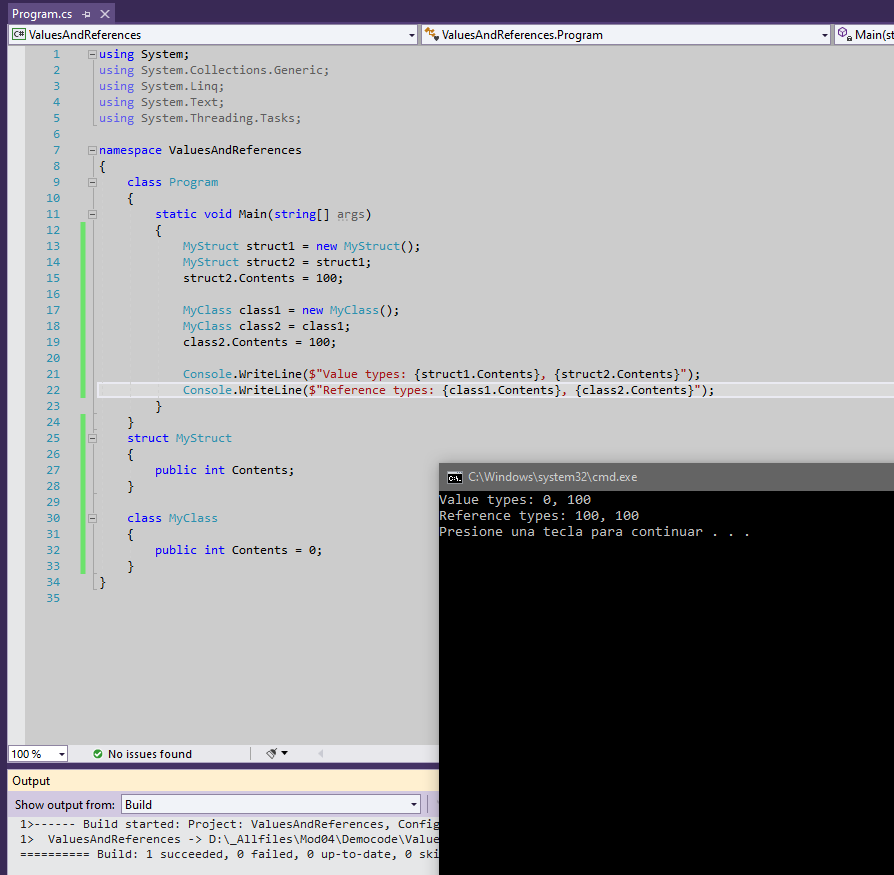 Program.cs
C# ValuesAndReferences
ValuesAndReferences.Program
Main(st
1 using System;
2 using System.Collections.Generic;
3 using System.Linq;
4 using System.Text;
5 using System.Threading.Tasks;
6
7 namespace ValuesAndReferences
8 {
9 class Program
10 {
11 static void Main(string[] args)
12 {
13 MyStruct struct1 = new MyStruct();
14 MyStruct struct2 = struct1;
15 struct2.Contents = 100;
16
17 MyClass class1 = new MyClass();
18 MyClass class2 = class1;
19 class2.Contents = 100;
20
21 Console.WriteLine($"Value types: {struct1.Contents}, {struct2.Contents}");
22 Console.WriteLine($"Reference types: {class1.Contents}, {class2.Contents}");
23 }
24 }
25 struct MyStruct
26 {
27 public int Contents;
28 }
29
30 class MyClass
31 {
32 public int Contents = 0;
33 }
34 }
35
C:\Windows\system32\cmd.exe
Value types: 0, 100
Reference types: 100, 100
Presione una tecla para continuar . . .
100 %
No issues found
Output
Show output from: Build
1>------ Build started: Project: ValuesAndReferences, Config
1> ValuesAndReferences -> D:\_Allfiles\Mod04\Democode\Value
========== Build: 1 succeeded, 0 failed, 0 up-to-date, 0 ski